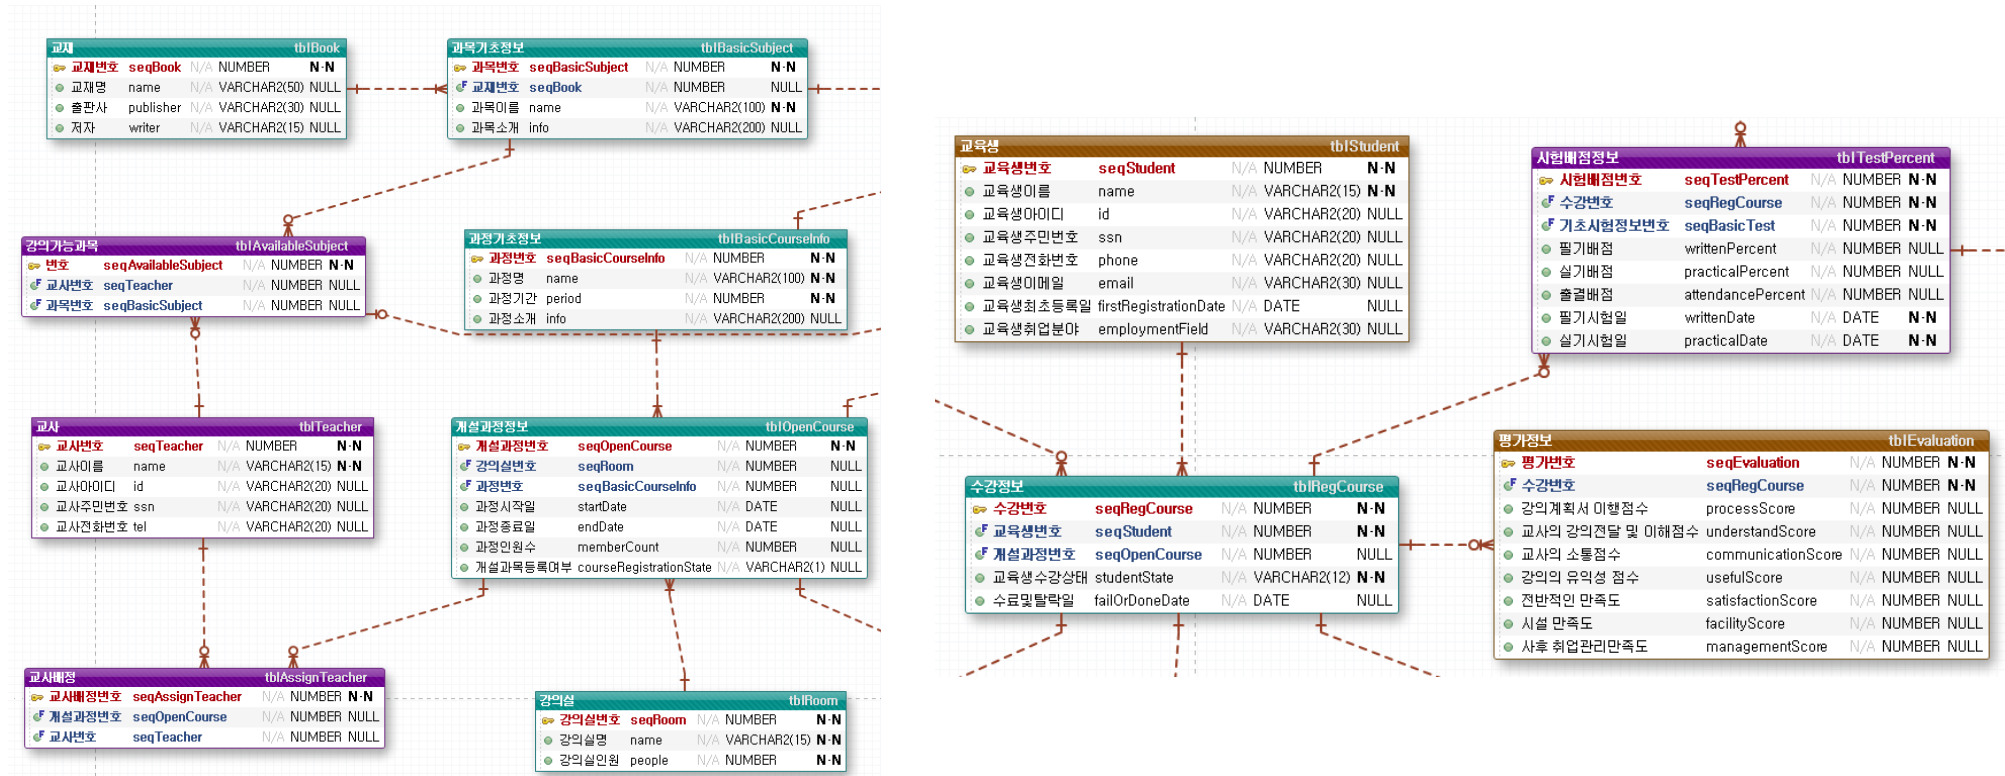 교재 tblBook
교재번호 seqBook N/A NUMBER N-N
교재명 name N/A VARCHAR2(50) NULL
출판사 publisher N/A VARCHAR2(30) NULL
저자 writer N/A VARCHAR2(15) NULL
과목기초정보 tblBasicSubject
과목번호 seqBasicSubject N/A NUMBER N-N
교재번호 seqBook N/A NUMBER NULL
과목이름 name N/A VARCHAR2(100) N-N
과목소개 info N/A VARCHAR2(200) NULL
강의가능과목 tblAvailableSubject
번호 seqAvailableSubject N/A NUMBER N-N
교사번호 seqTeacher N/A NUMBER NULL
과목번호 seqBasicSubject N/A NUMBER NULL
과정기초정보 tblBasicCourseInfo
과정번호 seqBasicCourseInfo N/A NUMBER N-N
과정명 name N/A VARCHAR2(100) N-N
과정기간 period N/A NUMBER N-N
과정소개 info N/A VARCHAR2(200) NULL
교사 tblTeacher
교사번호 seqTeacher N/A NUMBER N-N
교사이름 name N/A VARCHAR2(15) N-N
교사아이디 id N/A VARCHAR2(20) NULL
교사주민번호 ssn N/A VARCHAR2(20) NULL
교사전화번호 tel N/A VARCHAR2(20) NULL
개설과정정보 tblOpenCourse
개설과정번호 seqOpenCourse N/A NUMBER N-N
강의실번호 seqRoom N/A NUMBER NULL
과정번호 seqBasicCourseInfo N/A NUMBER NULL
과정시작일 startDate N/A DATE NULL
과정종료일 endDate N/A DATE NULL
과정인원수 memberCount N/A NUMBER NULL
개설과목등록여부 courseRegistrationState N/A VARCHAR2(1) NULL
교사배정 tblAssignTeacher
교사배정번호 seqAssignTeacher N/A NUMBER N-N
개설과정번호 seqOpenCourse N/A NUMBER NULL
교사번호 seqTeacher N/A NUMBER NULL
강의실 tblRoom
강의실번호 seqRoom N/A NUMBER N-N
강의실명 name N/A VARCHAR2(15) N-N
강의실인원 people N/A NUMBER N-N
교육생 tblStudent
교육생번호 seqStudent N/A NUMBER N-N
교육생이름 name N/A VARCHAR2(15) N-N
교육생아이디 id N/A VARCHAR2(20) NULL
교육생주민번호 ssn N/A VARCHAR2(20) NULL
교육생전화번호 phone N/A VARCHAR2(20) NULL
교육생이메일 email N/A VARCHAR2(30) NULL
교육생최초등록일 firstRegistrationDate N/A DATE NULL
교육생취업분야 employmentField N/A VARCHAR2(30) NULL
시험배점정보 tblTestPercent
시험배점번호 seqTestPercent N/A NUMBER N-N
수강번호 seqRegCourse N/A NUMBER N-N
기초시험정보번호 seqBasicTest N/A NUMBER N-N
필기배점 writtenPercent N/A NUMBER NULL
실기배점 practicalPercent N/A NUMBER NULL
출결배점 attendancePercent N/A NUMBER NULL
필기시험일 writtenDate N/A DATE N-N
실기시험일 practicalDate N/A DATE N-N
수강정보 tblRegCourse
수강번호 seqRegCourse N/A NUMBER N-N
교육생번호 seqStudent N/A NUMBER N-N
개설과정번호 seqOpenCourse N/A NUMBER NULL
교육생수강상태 studentState N/A VARCHAR2(12) N-N
수료및탈락일 failOrDoneDate N/A DATE NULL
평가정보 tblEvaluation
평가번호 seqEvaluation N/A NUMBER N-N
수강번호 seqRegCourse N/A NUMBER N-N
강의계획서 이행점수 processScore N/A NUMBER NULL
교사의 강의전달 및 이해점수 understandScore N/A NUMBER NULL
교사의 소통점수 communicationScore N/A NUMBER NULL
강의의 유익성 점수 usefulScore N/A NUMBER NULL
전반적인 만족도 satisfactionScore N/A NUMBER NULL
시설 만족도 facilityScore N/A NUMBER NULL
사후 취업관리만족도 managementScore N/A NUMBER NULL